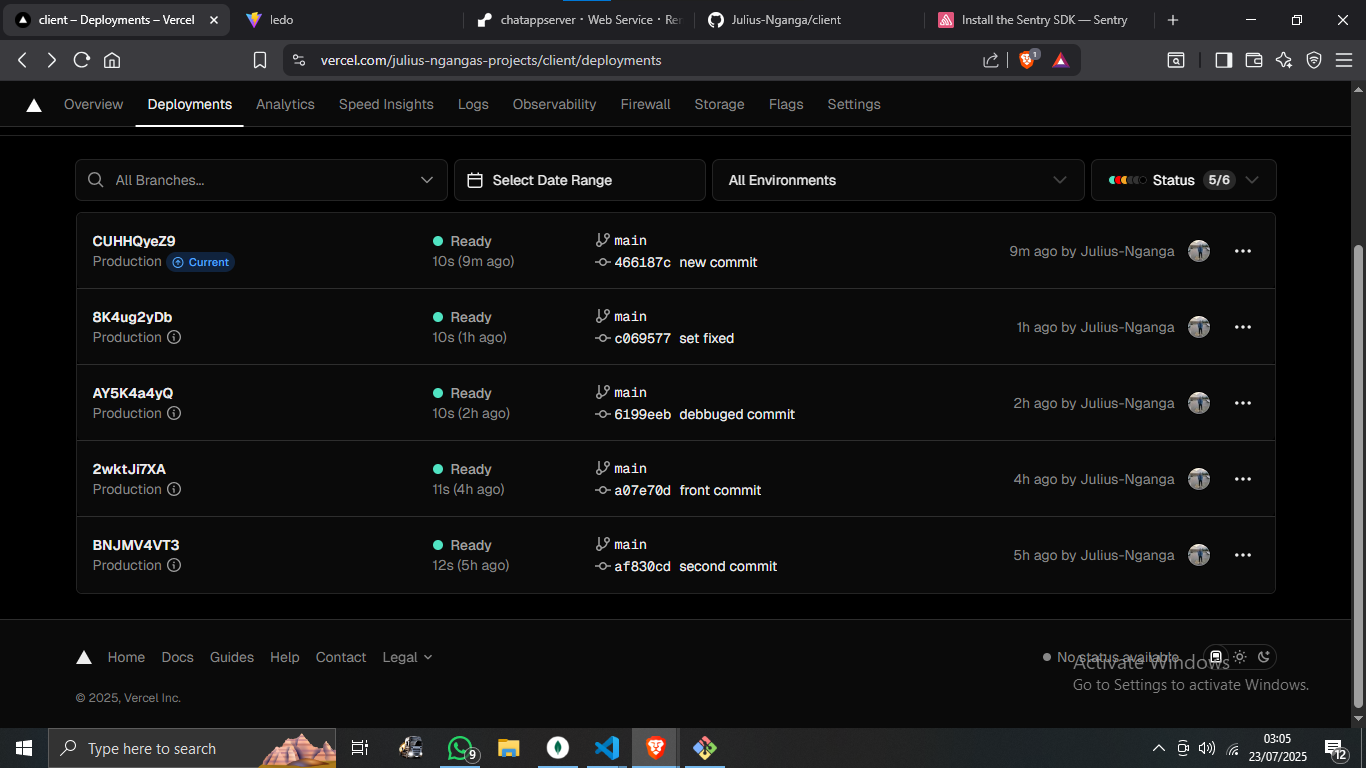 client – Deployments – Vercel
ledo
chatappserver · Web Service · Ren
Julius-Nganga/client
Install the Sentry SDK — Sentry
vercel.com/julius-ngangas-projects/client/deployments
1
Overview Deployments Analytics Speed Insights Logs Observability Firewall Storage Flags Settings
All Branches...
Select Date Range
All Environments
Status 5/6
CUHHQyeZ9
Production Current
Ready
10s (9m ago)
main
466187c new commit
9m ago by Julius-Nganga
8K4ug2yDb
Production
Ready
10s (1h ago)
main
c069577 set fixed
1h ago by Julius-Nganga
AY5K4a4yQ
Production
Ready
10s (2h ago)
main
6199eeb debbuged commit
2h ago by Julius-Nganga
2wktJi7XA
Production
Ready
11s (4h ago)
main
a07e70d front commit
4h ago by Julius-Nganga
BNJMV4VT3
Production
Ready
12s (5h ago)
main
af830cd second commit
5h ago by Julius-Nganga
Home Docs Guides Help Contact Legal
No status available
© 2025, Vercel Inc.
Activate Windows
Go to Settings to activate Windows.
Type here to search
9
03:05
23/07/2025
12